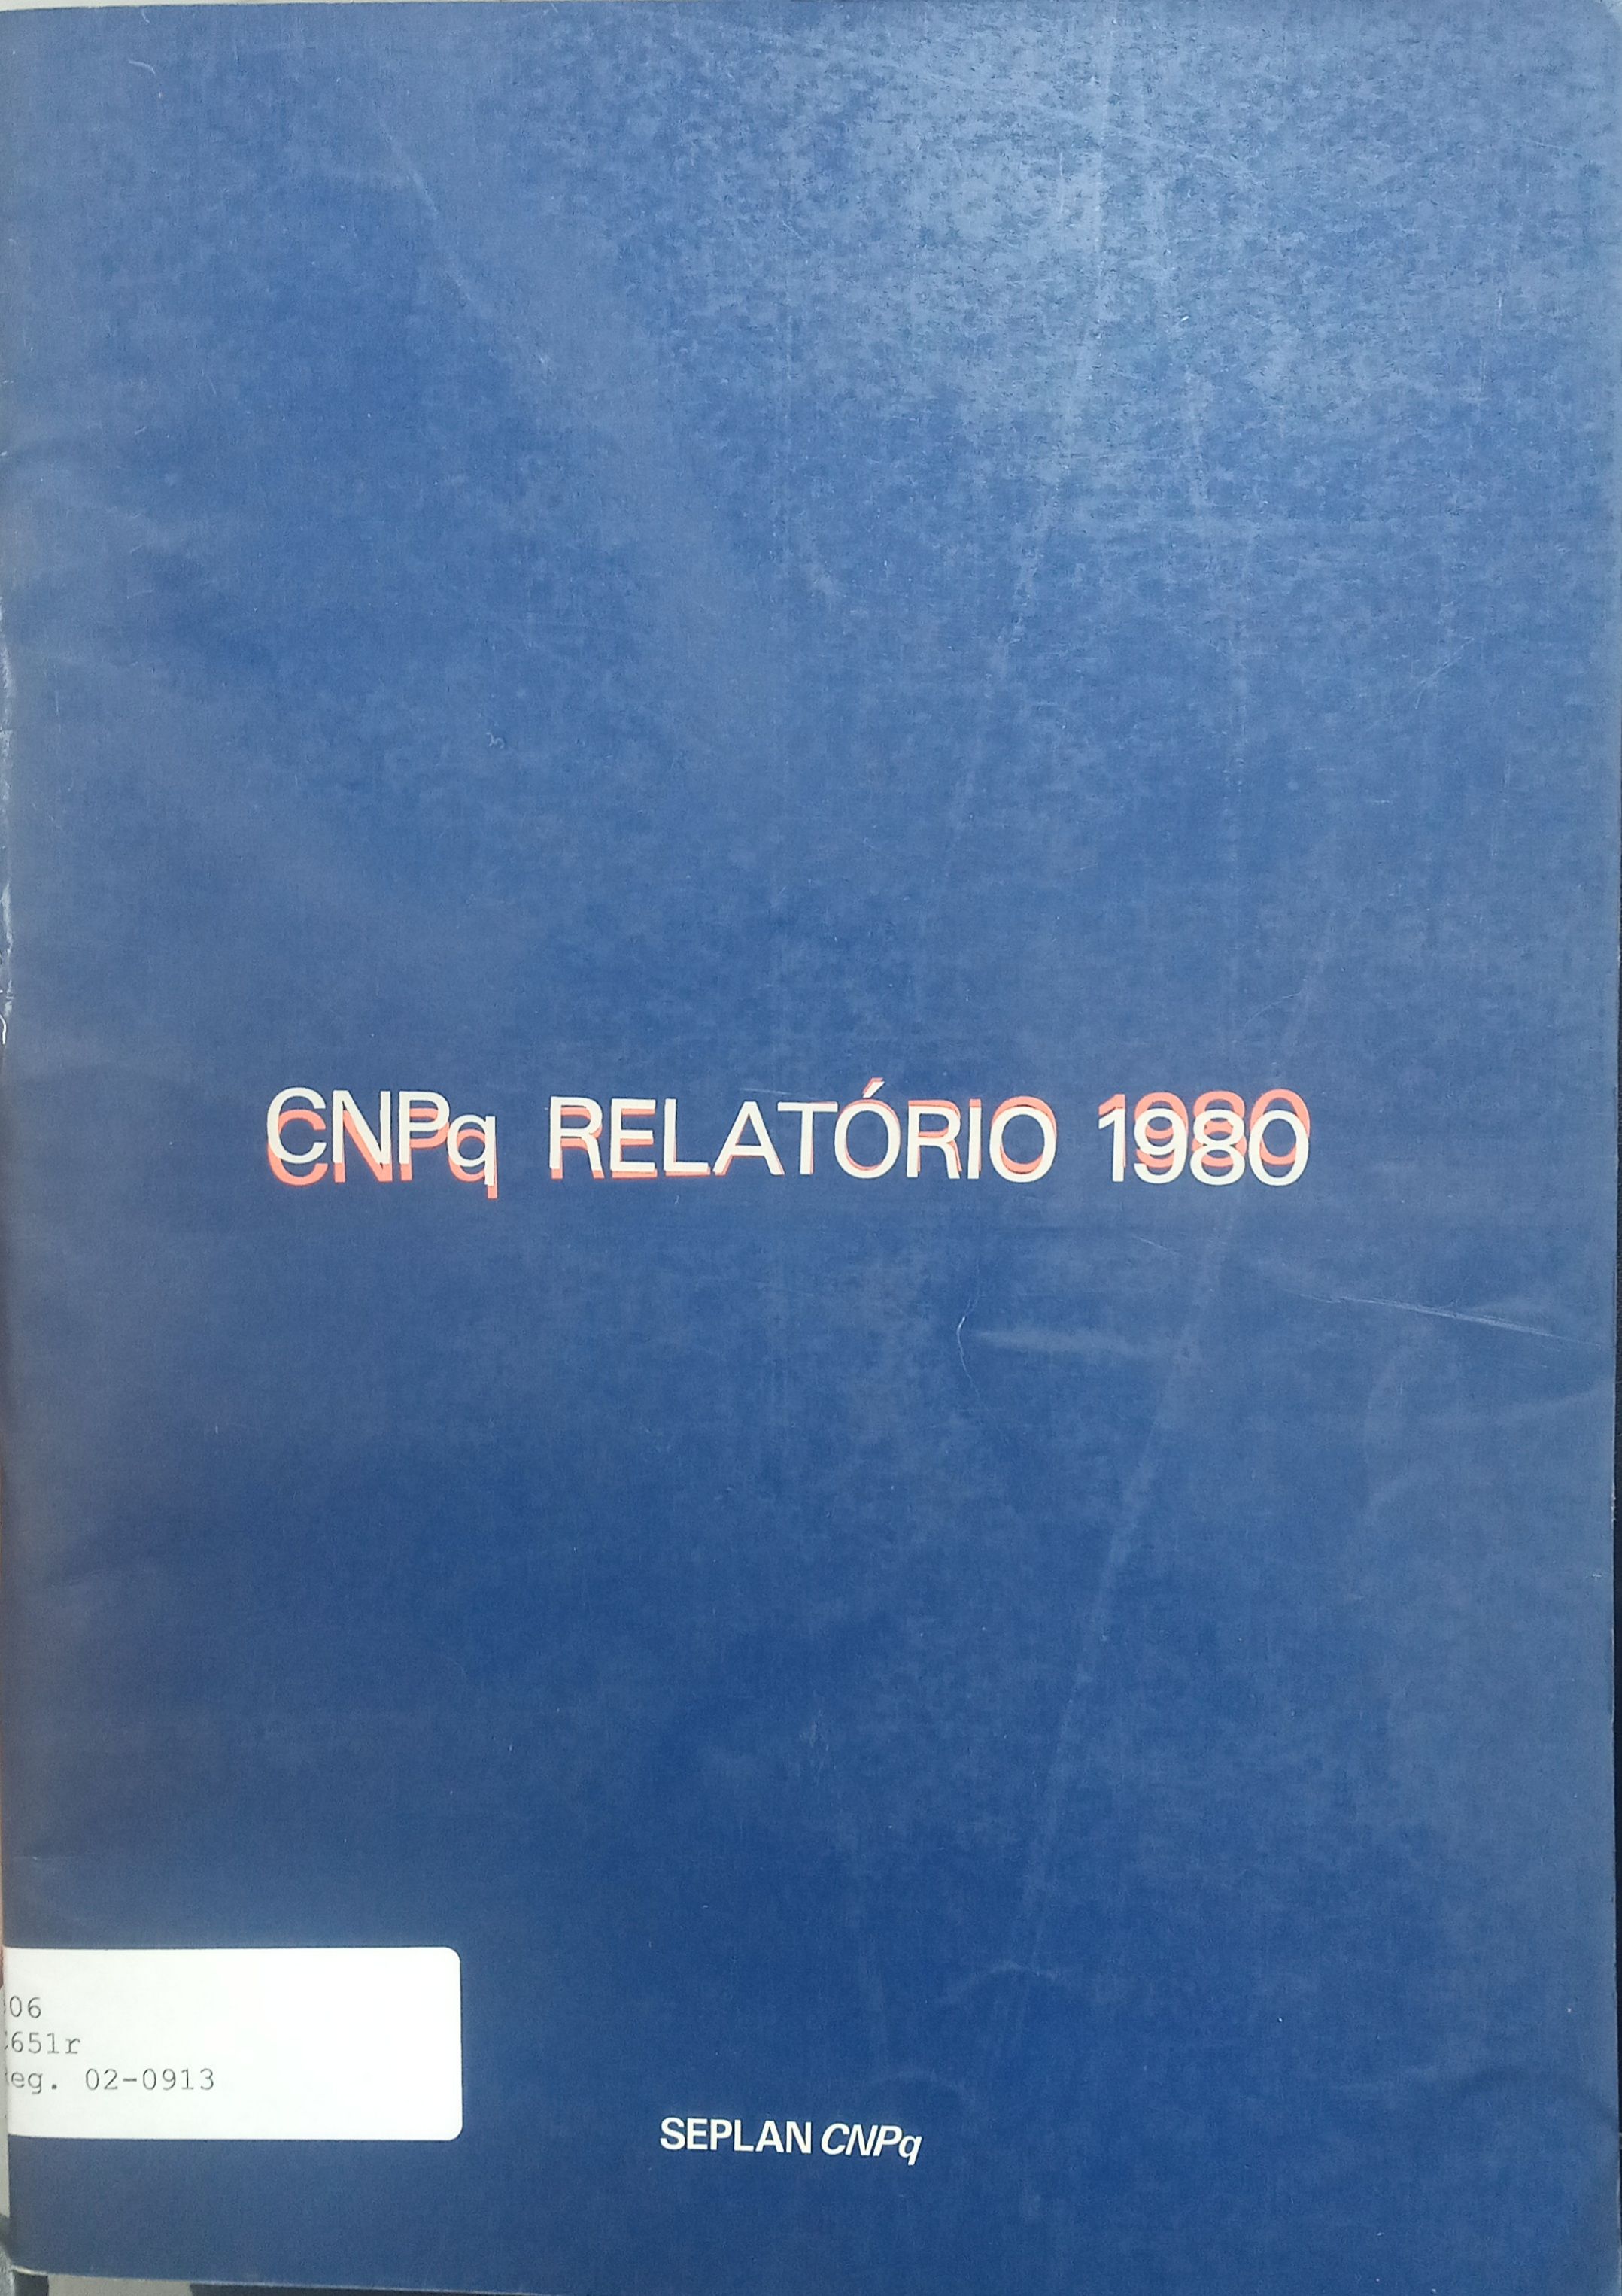 CNPq RELATÓRIO 1980
06
651r
eg. 02-0913
SEPLAN CNPq